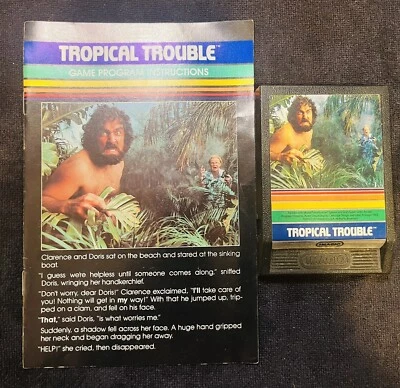 TROPICAL TROUBLE™
GAME PROGRAM INSTRUCTIONS
Clarence and Doris sat on the beach and stared at the sinking
boat.
"I guess we're helpless until someone comes along," sniffed
Doris, wringing her handkerchief.
"Don't worry, dear Doris!" Clarence exclaimed. "I'll take care of
you! Nothing will get in my way!" With that he jumped up, trip-
ped on a clam, and fell on his face.
"That," said Doris, "is what worries me."
Suddenly, a shadow fell across her face. A huge hand gripped
her neck and began dragging her away.
"HELP!" she cried, then disappeared.
TROPICAL TROUBLE™